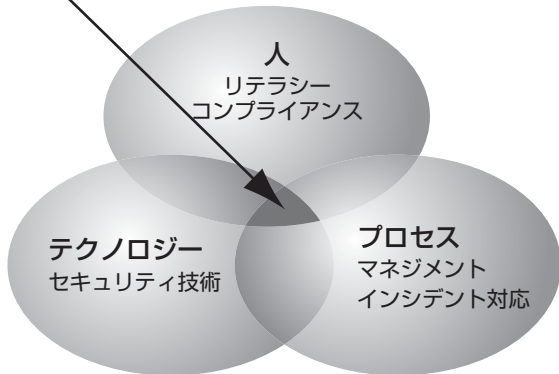 人
リテラシー
コンプライアンス
テクノロジー
セキュリティ技術
プロセス
マネジメント
インシデント対応